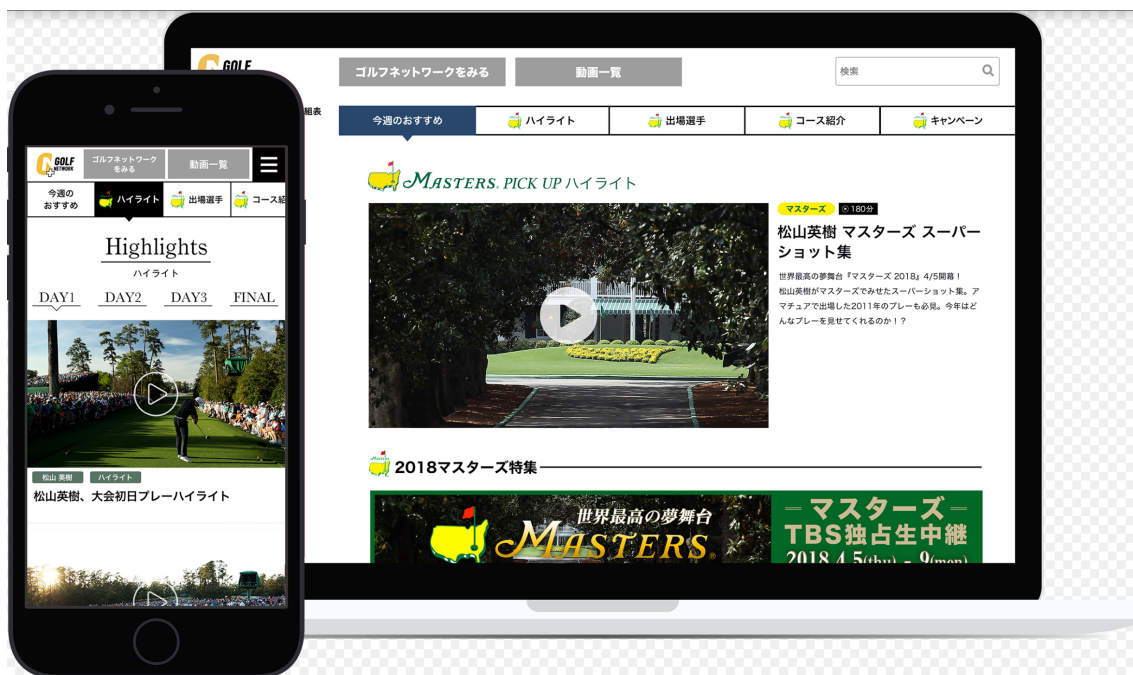 GOLF
NETWORK
ゴルフネットワーク
をみる
動画一覧
今週の
おすすめ
ハイライト
出場選手
コース紹
Highlights
ハイライト
DAY1
DAY2
DAY3
FINAL
松山 英樹
ハイライト
松山英樹、大会初日プレーハイライト
GOLF
ゴルフネットワークをみる
動画一覧
検索
組表
今週のおすすめ
ハイライト
出場選手
コース紹介
キャンペーン
MASTERS. PICK UP ハイライト
マスターズ
180分
松山英樹 マスターズ スーパー
ショット集
世界最高の夢舞台『マスターズ 2018』4/5開幕！
松山英樹がマスターズでみせたスーパーショット集。ア
マチュアで出場した2011年のプレーも必見。今年はど
んなプレーを見せてくれるのか！？
Masters
2018マスターズ特集
世界最高の夢舞台
MASTERS®
マスターズ
TBS独占生中継
2018 4.5(thu) - 9(mon)